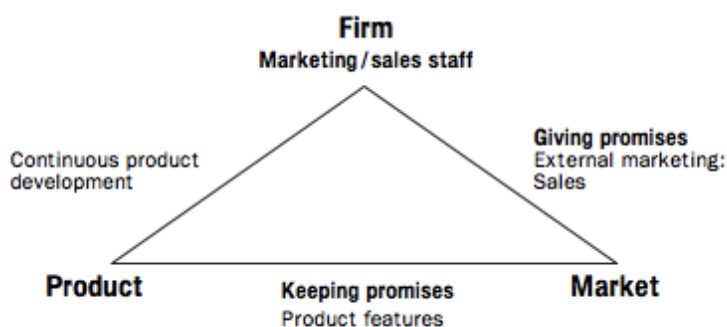 Firm
Marketing/sales staff
Continuous product
development
Giving promises
External marketing:
Sales
Product
Keeping promises
Product features
Market